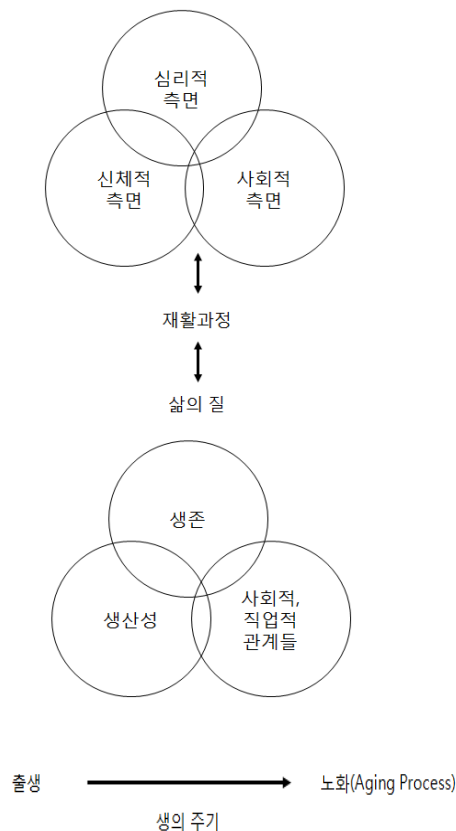 심리적
측면
신체적
측면
사회적
측면
재활과정
삶의 질
생존
생산성
사회적,
직업적
관계들
출생
노화(Aging Process)
생의 주기